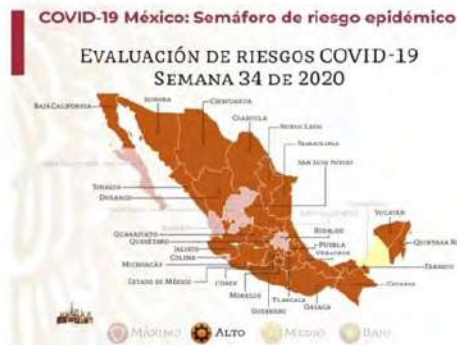 COVID-19 México: Semáforo de riesgo epidémico
EVALUACIÓN DE RIESGOS COVID-19
SEMANA 34 DE 2020
BAJA CALIFORNIA
SONORA
CHIHUAHUA
COAHUILA
NUEVO LEÓN
TAMAULIPAS
SAN LUIS POTOSÍ
SINALOA
DURANGO
YUCATÁN
GUANAJUATO
QUERÉTARO
JALISCO
COLIMA
MICHOACÁN
ESTADO DE MÉXICO
CDMX
MORELOS
GUERRERO
TLAXCALA
OAXACA
HIDALGO
PUEBLA
VERACRUZ
QUINTANA
TABASCO
CHIAPAS
MÁXIMO
ALTO
MEDIO
BAJO